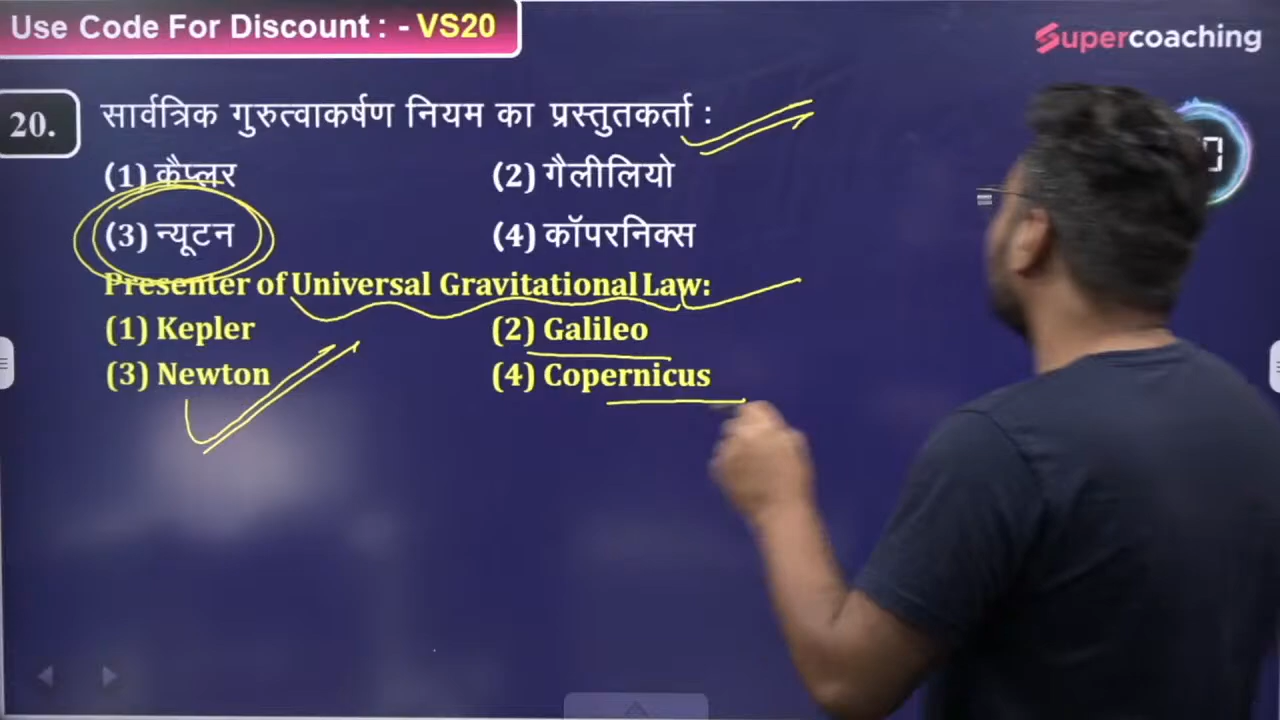 Use Code For Discount : - VS20
Supercoaching
20. सार्वत्रिक गुरुत्वाकर्षण नियम का प्रस्तुतकर्ता :
(1) कैप्लर (2) गैलीलियो
(3) न्यूटन (4) कॉपरनिक्स
Presenter of Universal Gravitational Law:
(1) Kepler (2) Galileo
(3) Newton (4) Copernicus